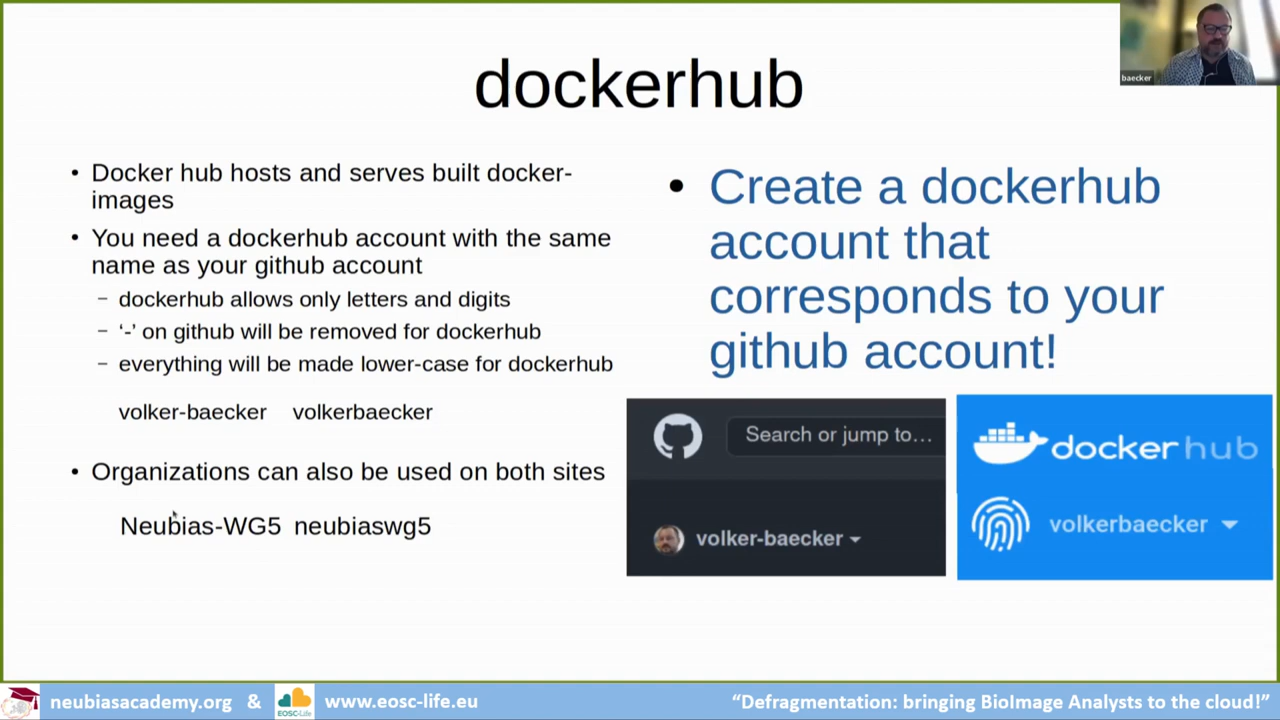 baecker
dockerhub
• Docker hub hosts and serves built docker-
images
• You need a dockerhub account with the same
name as your github account
– dockerhub allows only letters and digits
– ‘-’ on github will be removed for dockerhub
– everything will be made lower-case for dockerhub
volker-baecker volkerbaecker
• Organizations can also be used on both sites
Neubias-WG5 neubiaswg5
• Create a dockerhub
account that
corresponds to your
github account!
Search or jump to…
volker-baecker
docker hub
volkerbaecker
neubiasacademy.org & EOSC-Life www.eosc-life.eu “Defragmentation: bringing BioImage Analysts to the cloud!”